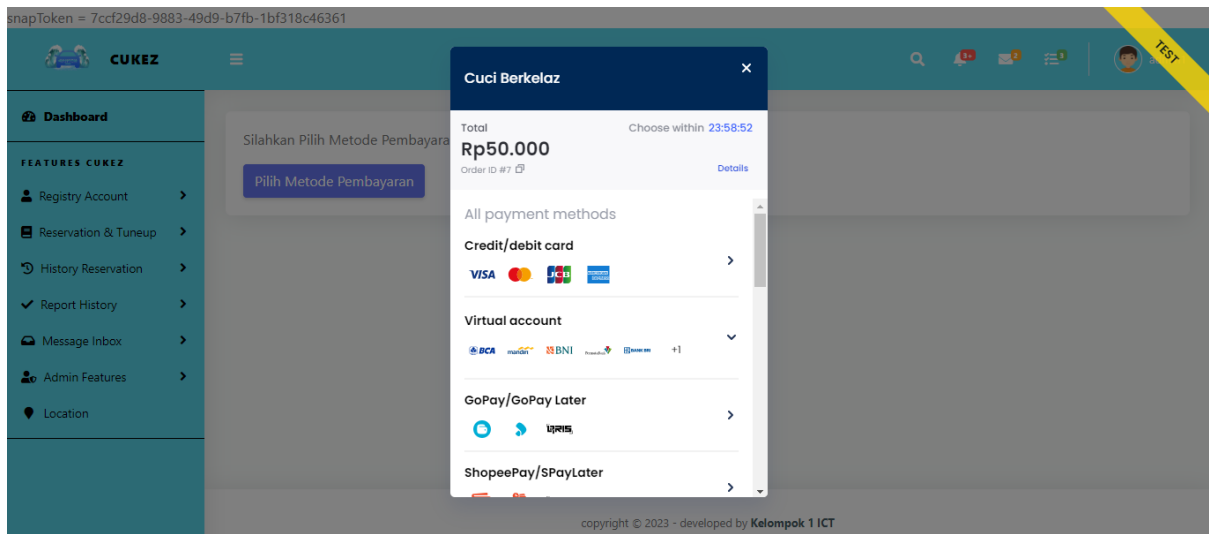 snapToken = 7ccf29d8-9883-49d9-b7fb-1bf318c46361
TEST
CUKEZ
Dashboard
FEATURES CUKEZ
Registry Account
Reservation & Tuneup
History Reservation
Report History
Message Inbox
Admin Features
Location
Silahkan Pilih Metode Pembayara
Pilih Metode Pembayaran
Cuci Berkelaz
Total
Choose within 23:58:52
Rp50.000
Order ID #7
Details
All payment methods
Credit/debit card
VISA JCB
Virtual account
BCA mandiri BNI +1
GoPay/GoPay Later
QRIS
ShopeePay/SPayLater
copyright © 2023 - developed by Kelompok 1 ICT